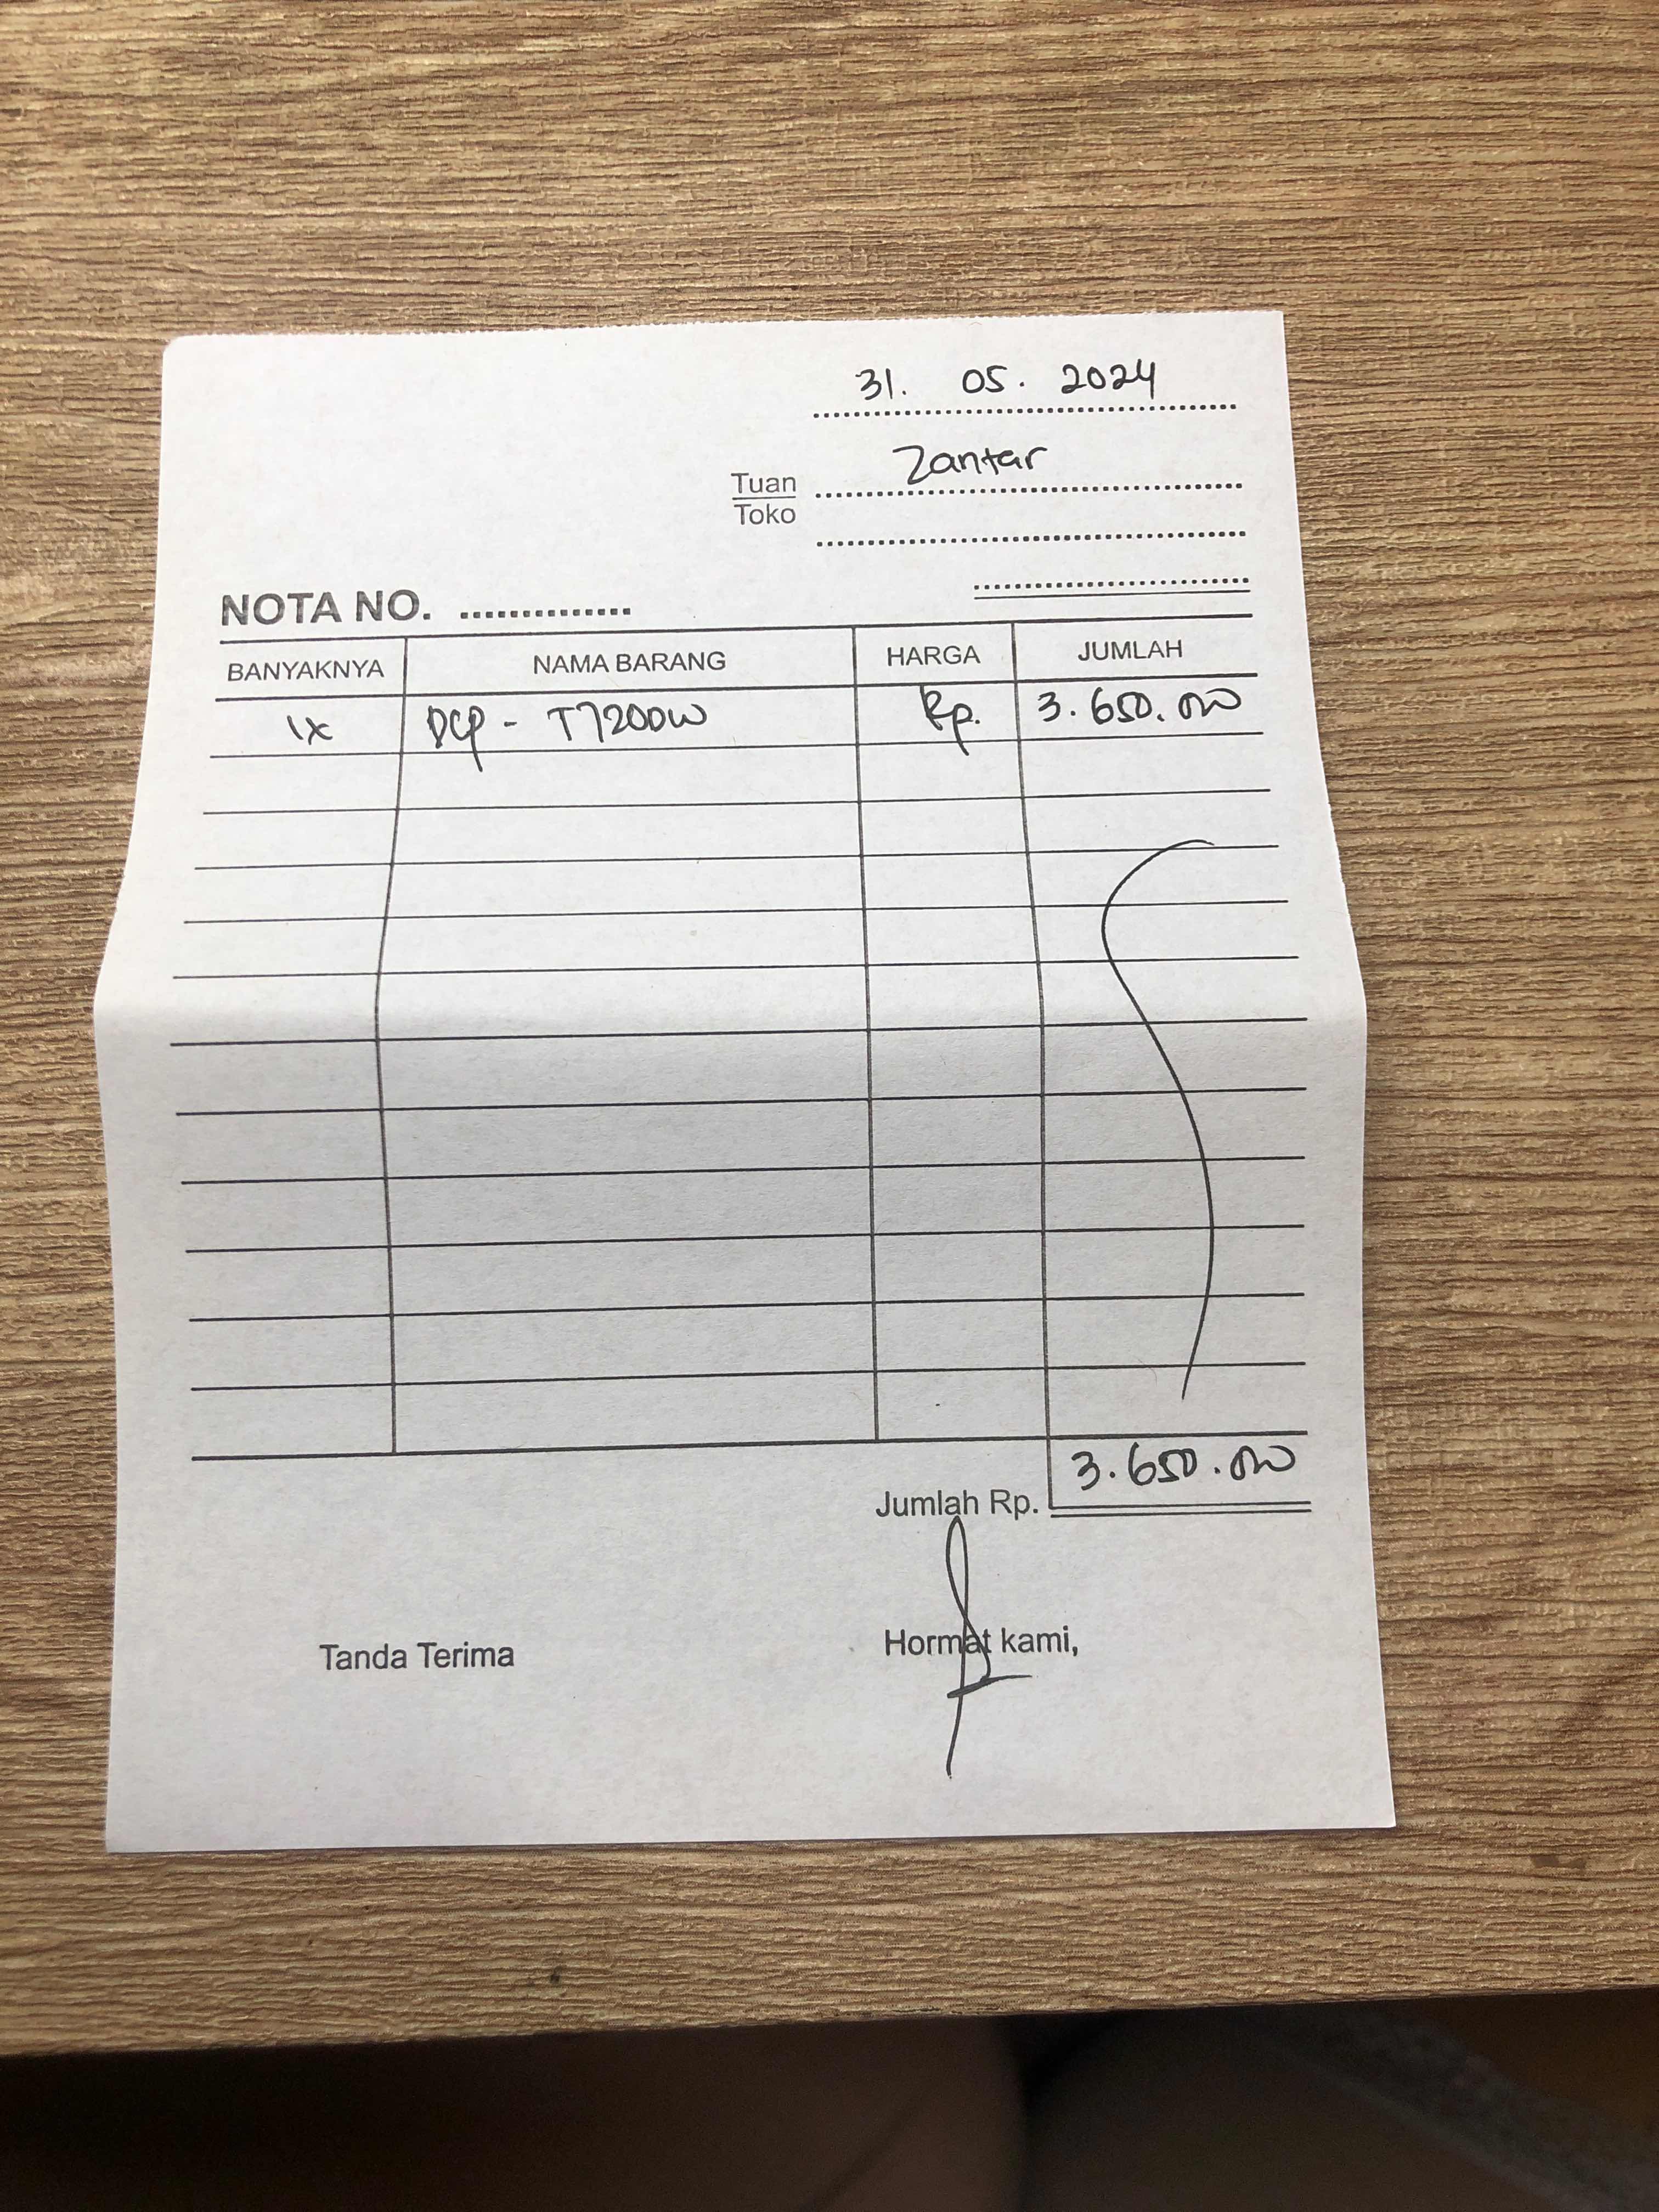 31. 05. 2024
Tuan Zantar
Toko
NOTA NO. ...............
BANYAKNYA NAMA BARANG HARGA JUMLAH
1x DCP - T7200W Rp. 3.650.000
3.650.000
Jumlah Rp.
Tanda Terima Hormat kami,